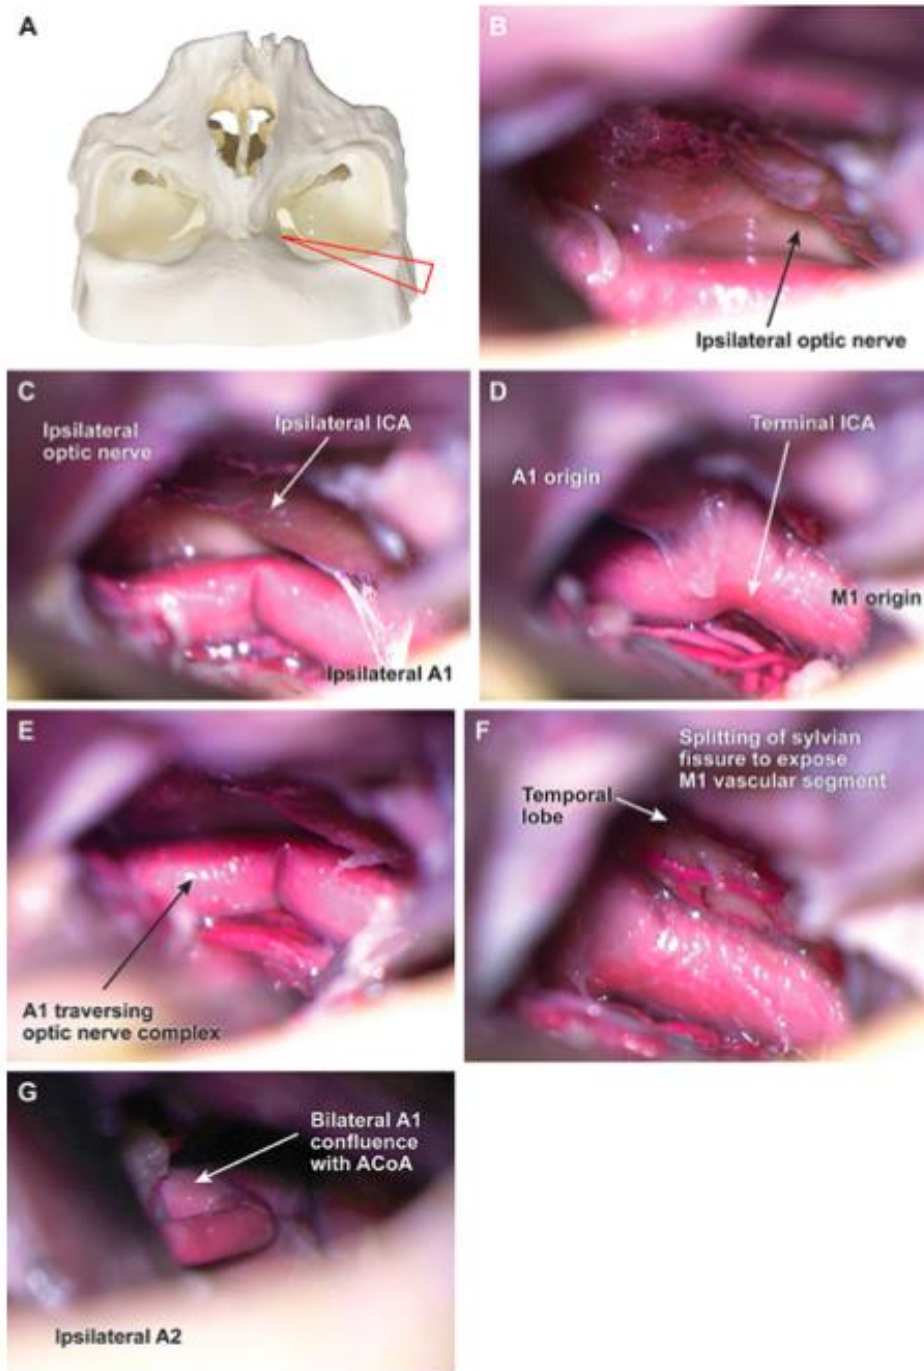 A
B
Ipsilateral optic nerve
C
Ipsilateral
optic nerve
Ipsilateral ICA
Ipsilateral A1
D
Terminal ICA
A1 origin
M1 origin
E
A1 traversing
optic nerve complex
F
Splitting of sylvian
fissure to expose
M1 vascular segment
Temporal
lobe
G
Bilateral A1
confluence
with ACoA
Ipsilateral A2